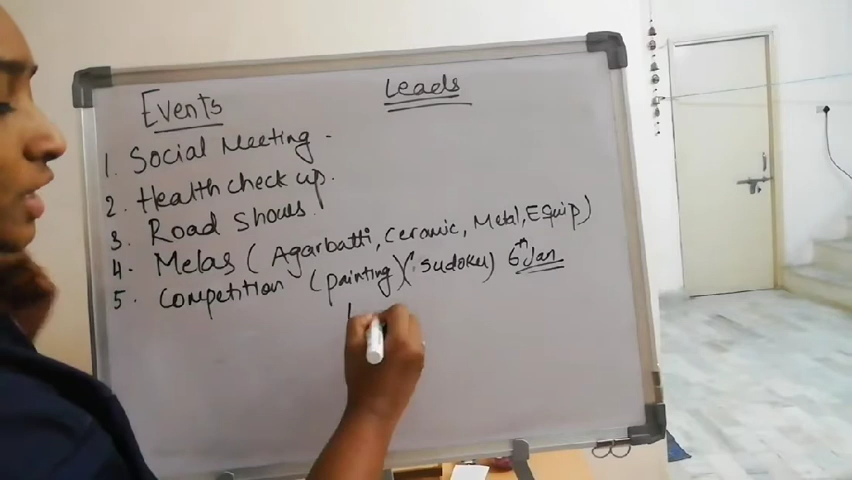 Events
Leads
1. Social Meeting.
2. Health check up.
3. Road Shows.
4. Melas (Agarbatti, Ceramic, Metal, Equip)
5. Competition (painting)(sudoku) 6th Jan